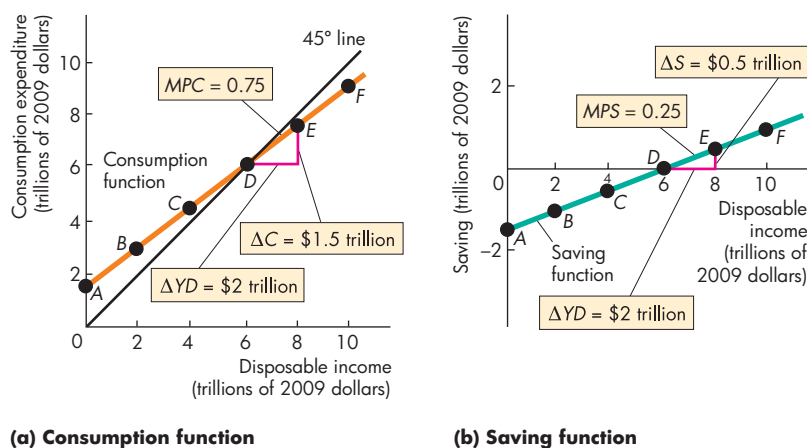 Consumption expenditure
(trillions of 2009 dollars)
45° line
10
MPC = 0.75
F
8
E
Consumption
function
6
D
C
4
ΔC = $1.5 trillion
B
2
ΔYD = $2 trillion
A
0 2 4 6 8 10
Disposable income
(trillions of 2009 dollars)
(a) Consumption function
Saving (trillions of 2009 dollars)
ΔS = $0.5 trillion
2
MPS = 0.25
E
D
F
0 2 4 6 8 10
C
B
A
Disposable
income
(trillions of
2009 dollars)
Saving
function
–2
ΔYD = $2 trillion
(b) Saving function